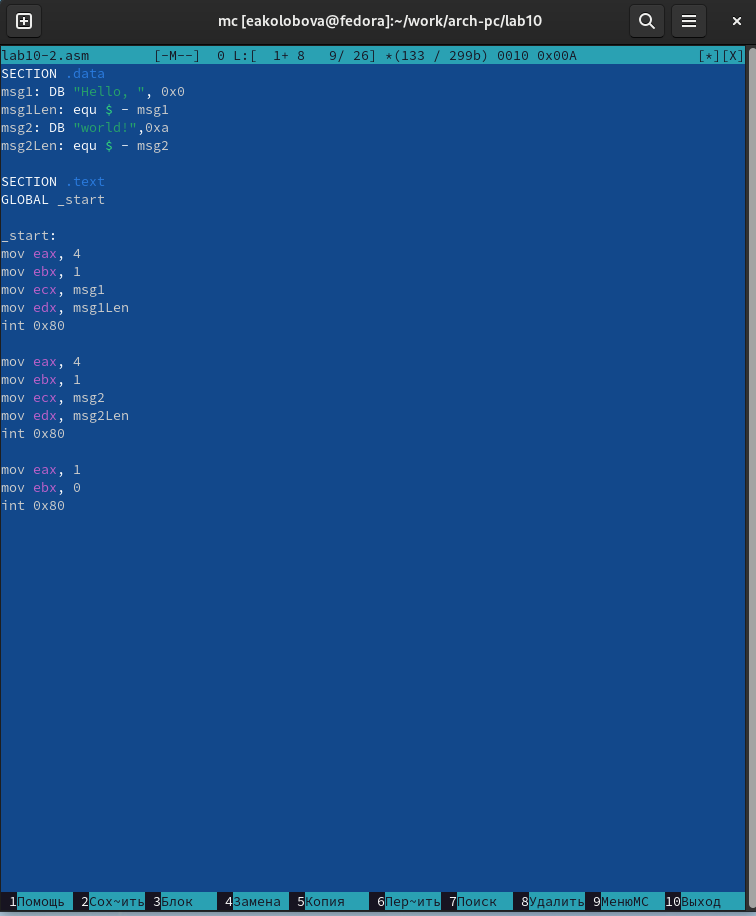 mc [eakolobova@fedora]:~/work/arch-pc/lab10
lab10-2.asm [-M--] 0 L:[ 1+ 8 9/ 26] *(133 / 299b) 0010 0x00A [*][X]
SECTION .data
msg1: DB "Hello, ", 0x0
msg1Len: equ $ - msg1
msg2: DB "world!",0xa
msg2Len: equ $ - msg2
SECTION .text
GLOBAL _start
_start:
mov eax, 4
mov ebx, 1
mov ecx, msg1
mov edx, msg1Len
int 0x80
mov eax, 4
mov ebx, 1
mov ecx, msg2
mov edx, msg2Len
int 0x80
mov eax, 1
mov ebx, 0
int 0x80
1Помощь 2Сох~ить 3Блок 4Замена 5Копия 6Пер~ить 7Поиск 8Удалить 9МенюMC 10Выход